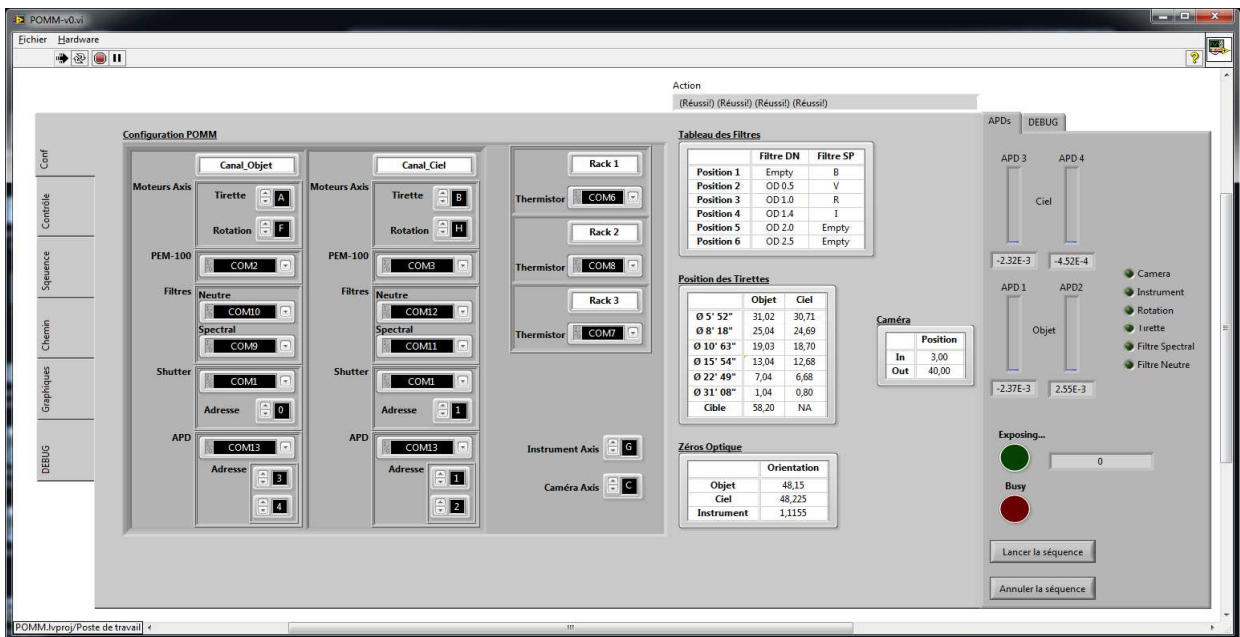 POMM-v0.vi
Eichier Hardware
Action
(Réussi!) (Réussi!) (Réussi!) (Réussi!)
Conf
Contrôle
Sqeuence
Chemin
Graphiques
DEBUG
Configuration POMM
Canal_Objet
Moteurs Axis
Tirette A
Rotation F
PEM-100
COM2
Filtres
Neutre
COM10
Spectral
COM9
Shutter
COM1
Adresse 0
APD
COM13
Adresse
3
4
Canal_Ciel
Moteurs Axis
Tirette B
Rotation H
PEM-100
COM3
Filtres
Neutre
COM12
Spectral
COM11
Shutter
COM1
Adresse 1
APD
COM13
Adresse
1
2
Rack 1
Thermistor COM6
Rack 2
Thermistor COM8
Rack 3
Thermistor COM7
Instrument Axis G
Caméra Axis C
Tableau des Filtres
Filtre DN Filtre SP
Position 1 Empty B
Position 2 OD 0.5 V
Position 3 OD 1.0 R
Position 4 OD 1.4 I
Position 5 OD 2.0 Empty
Position 6 OD 2.5 Empty
Position des Tirettes
Objet Ciel
Ø 5' 52" 31,02 30,71
Ø 8' 18" 25,04 24,69
Ø 10' 63" 19,03 18,70
Ø 15' 54" 13,04 12,68
Ø 22' 49" 7,04 6,68
Ø 31' 08" 1,04 0,80
Cible 58,20 NA
Caméra
Position
In 3,00
Out 40,00
Zéros Optique
Orientation
Objet 48,15
Ciel 48,225
Instrument 1,1155
APDs DEBUG
APD 3 APD 4
Ciel
-2.32E-3 -4.52E-4
APD 1 APD2
Objet
-2.37E-3 2.55E-3
Camera
Instrument
Rotation
Tirette
Filtre Spectral
Filtre Neutre
Exposing...
0
Busy
Lancer la séquence
Annuler la séquence
POMM.lvproj/Poste de travail